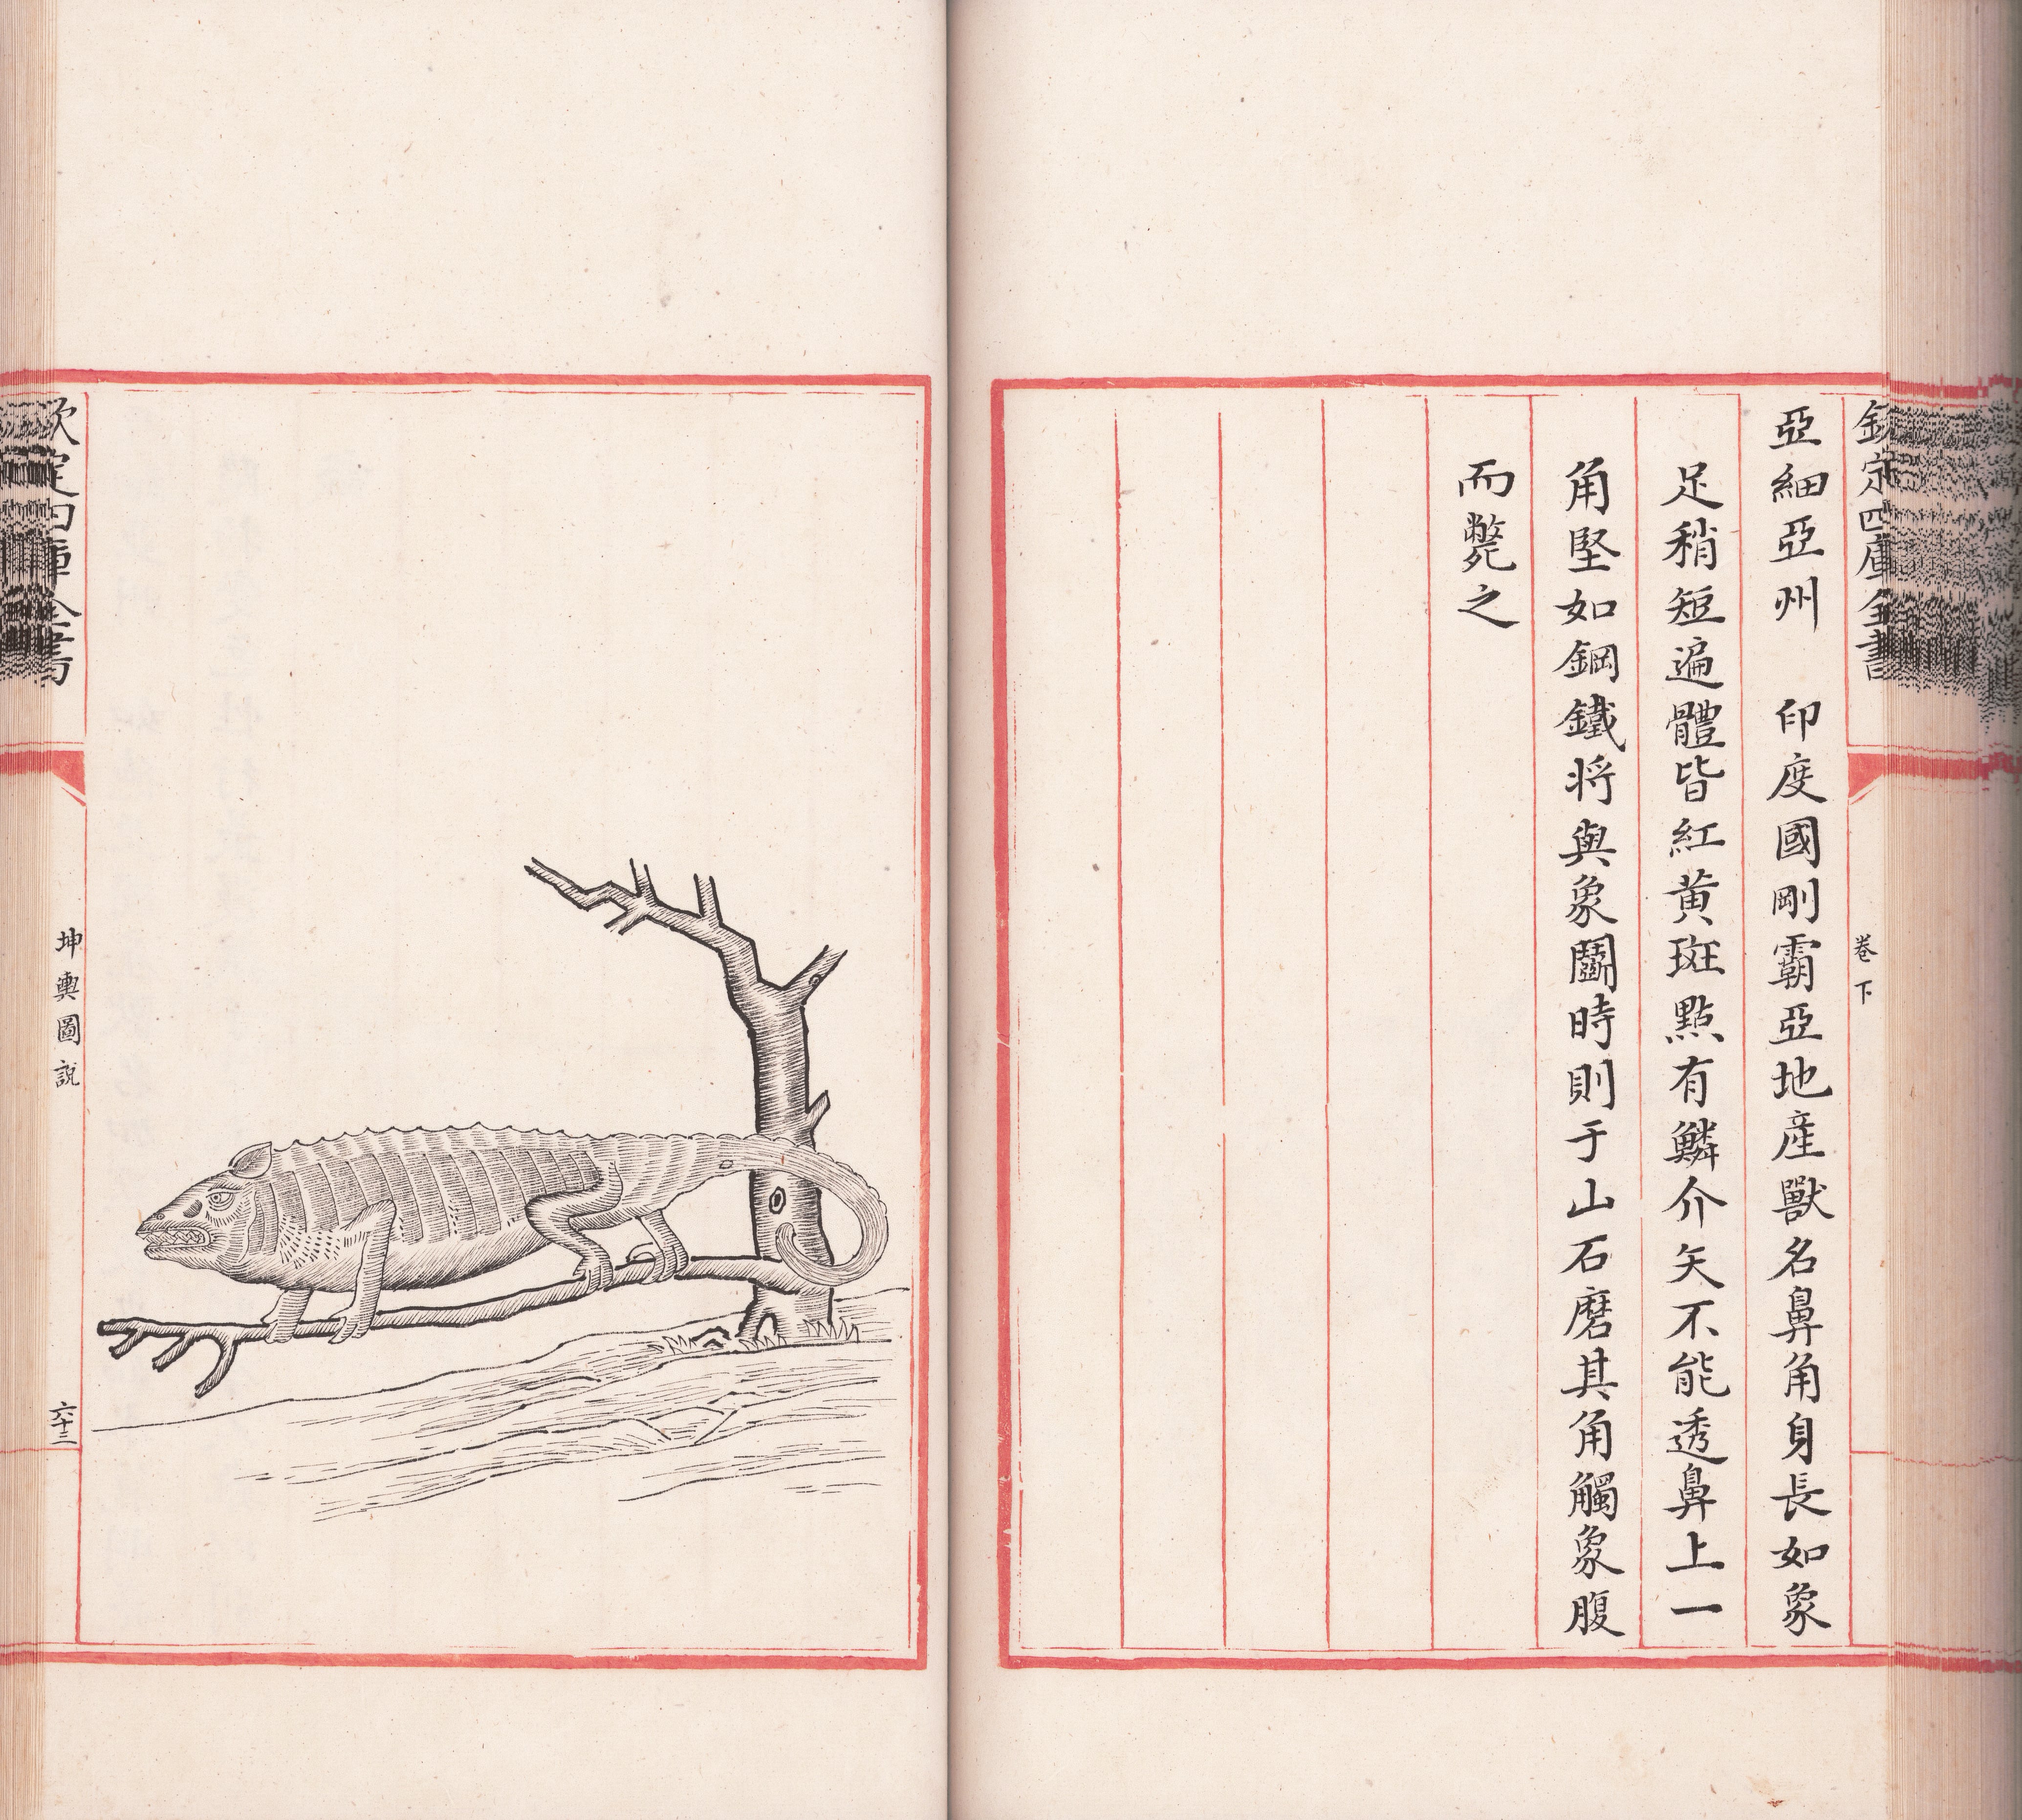 欽定四庫全書
卷下
亞細亞州　印度國剛霸亞地產獸名鼻角身長如象
足稍短遍體皆紅黃斑點有鱗介矢不能透鼻上一
角堅如鋼鐵将與象鬬時則于山石磨其角觸象腹
而斃之
欽定四庫全書
坤輿圖說
六十三